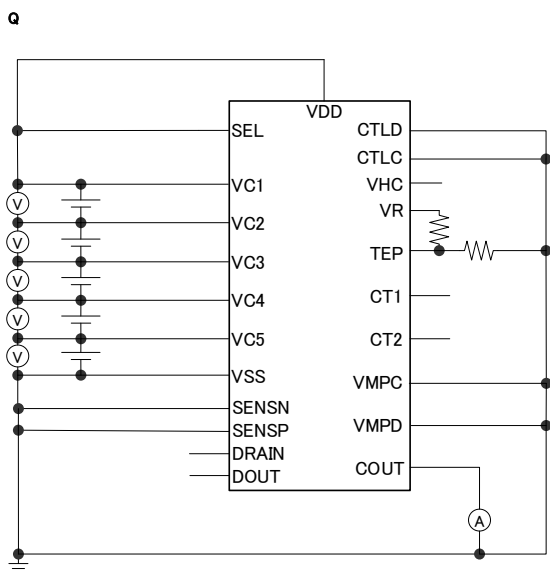 Q
VDD
SEL
CTLD
CTLC
VC1
VHC
V
VR
VC2
V
VC3
TEP
V
VC4
CT1
V
VC5
CT2
V
VSS
VMPC
SENSN
SENSP
VMPD
DRAIN
DOUT
COUT
A